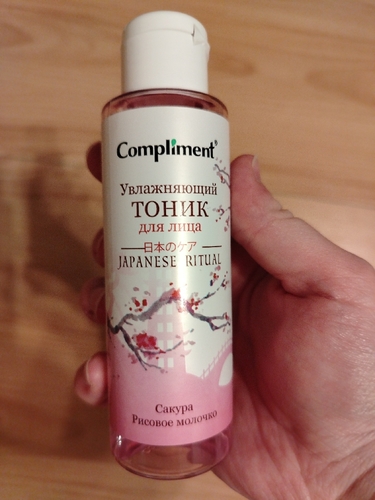 Compliment
Увлажняющий
ТОНИК
для лица
日本のケア
JAPANESE RITUAL
Сакура
Рисовое молочко